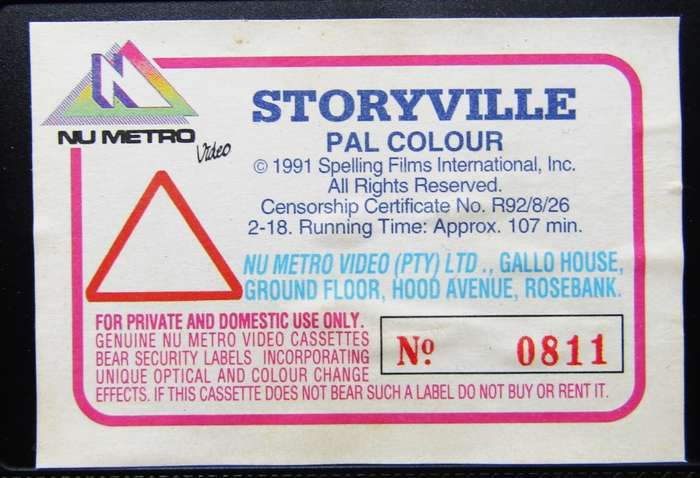 NU METRO
Video
STORYVILLE
PAL COLOUR
© 1991 Spelling Films International, Inc.
All Rights Reserved.
Censorship Certificate No. R92/8/26
2-18. Running Time: Approx. 107 min.
NU METRO VIDEO (PTY) LTD ., GALLO HOUSE,
GROUND FLOOR, HOOD AVENUE, ROSEBANK.
FOR PRIVATE AND DOMESTIC USE ONLY.
GENUINE NU METRO VIDEO CASSETTES
BEAR SECURITY LABELS INCORPORATING
UNIQUE OPTICAL AND COLOUR CHANGE
EFFECTS. IF THIS CASSETTE DOES NOT BEAR SUCH A LABEL DO NOT BUY OR RENT IT.
No 0811